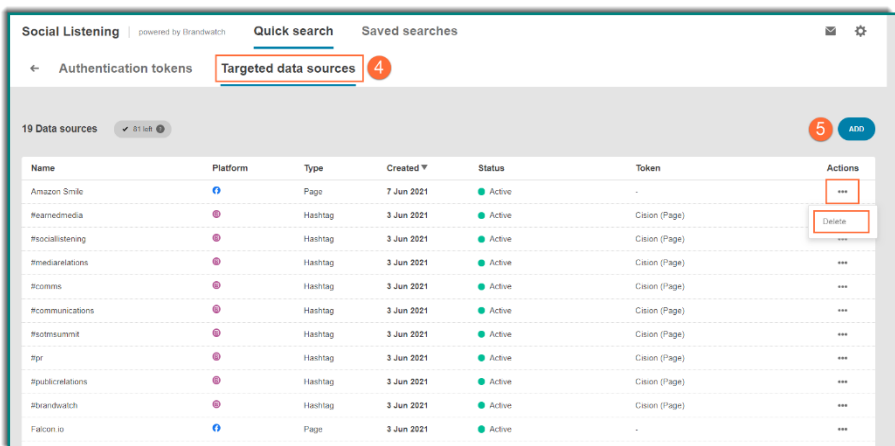 Social Listening powered by Brandwatch Quick search Saved searches
← Authentication tokens Targeted data sources 4
19 Data sources ✔ 81 left 5 ADD
Name Platform Type Created ▼ Status Token Actions
Amazon Smile Page 7 Jun 2021 Active - •••
#earnedmedia Hashtag 3 Jun 2021 Active Cision (Page)
Delete
#sociallistening Hashtag 3 Jun 2021 Active Cision (Page) •••
#mediarelations Hashtag 3 Jun 2021 Active Cision (Page) •••
#comms Hashtag 3 Jun 2021 Active Cision (Page) •••
#communications Hashtag 3 Jun 2021 Active Cision (Page) •••
#sotmsummit Hashtag 3 Jun 2021 Active Cision (Page) •••
#pr Hashtag 3 Jun 2021 Active Cision (Page) •••
#publicrelations Hashtag 3 Jun 2021 Active Cision (Page) •••
#brandwatch Hashtag 3 Jun 2021 Active Cision (Page) •••
Falcon.io Page 3 Jun 2021 Active - •••